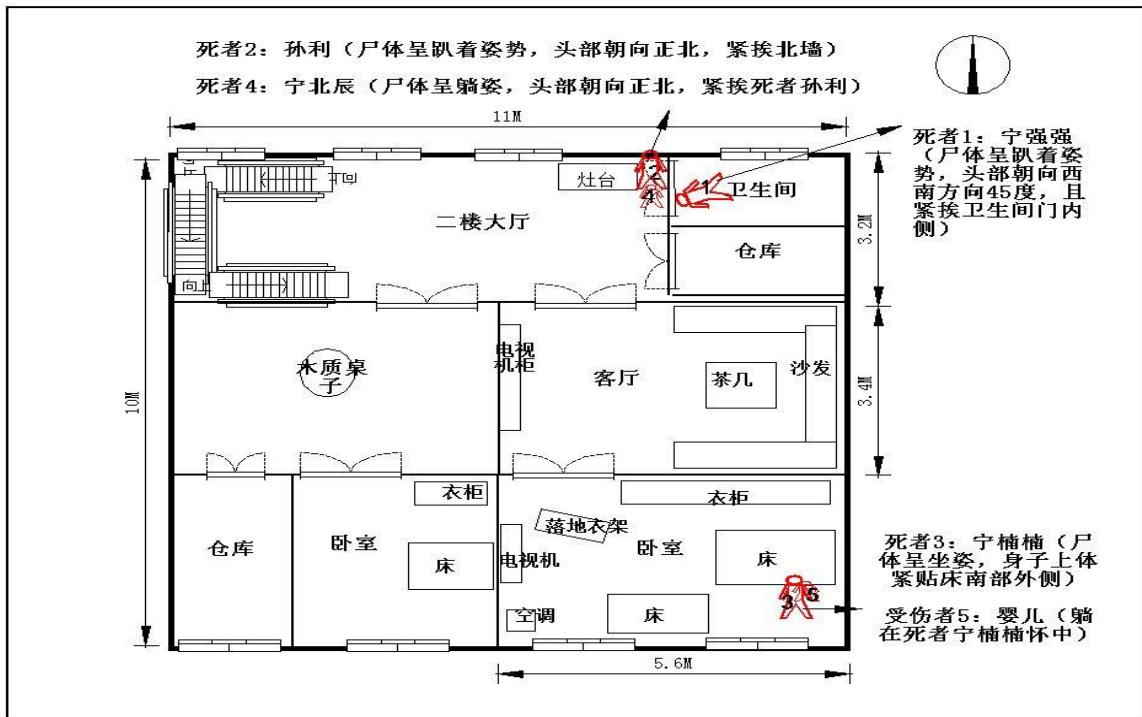 死者2：孙利（尸体呈趴着姿势，头部朝向正北，紧挨北墙）
死者4：宁北辰（尸体呈躺姿，头部朝向正北，紧挨死者孙利）
11M
死者1：宁强强
（尸体呈趴着姿
势，头部朝向西
南方向45度，且
紧挨卫生间门内
侧）
灶台
2
4
1
卫生间
二楼大厅
仓库
向上
3.2M
木质桌
子
电视
机柜
客厅
茶几
沙发
3.4M
10M
仓库
卧室
衣柜
床
电视机
落地衣架
衣柜
卧室
床
空调
床
3
5
死者3：宁楠楠（尸
体呈坐姿，身子上体
紧贴床南部外侧）
受伤者5：婴儿（躺
在死者宁楠楠怀中）
5.6M